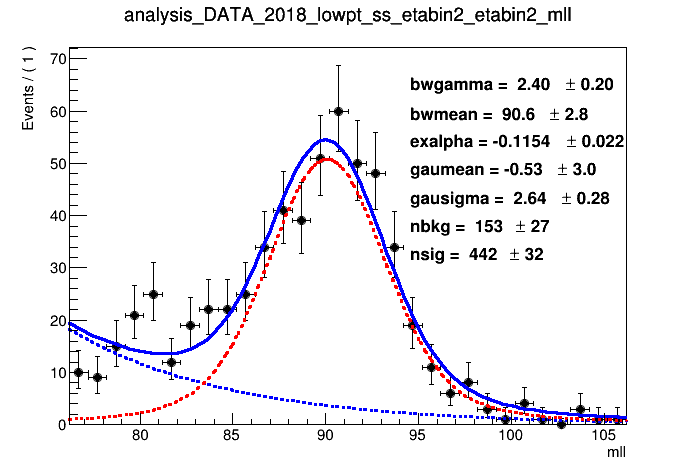 analysis_DATA_2018_lowpt_ss_etabin2_etabin2_mll
Events / ( 1 )
70
60
50
40
30
20
10
0
bwgamma = 2.40 ± 0.20
bwmean = 90.6 ± 2.8
exalpha = -0.1154 ± 0.022
gaumean = -0.53 ± 3.0
gausigma = 2.64 ± 0.28
nbkg = 153 ± 27
nsig = 442 ± 32
80 85 90 95 100 105
mll